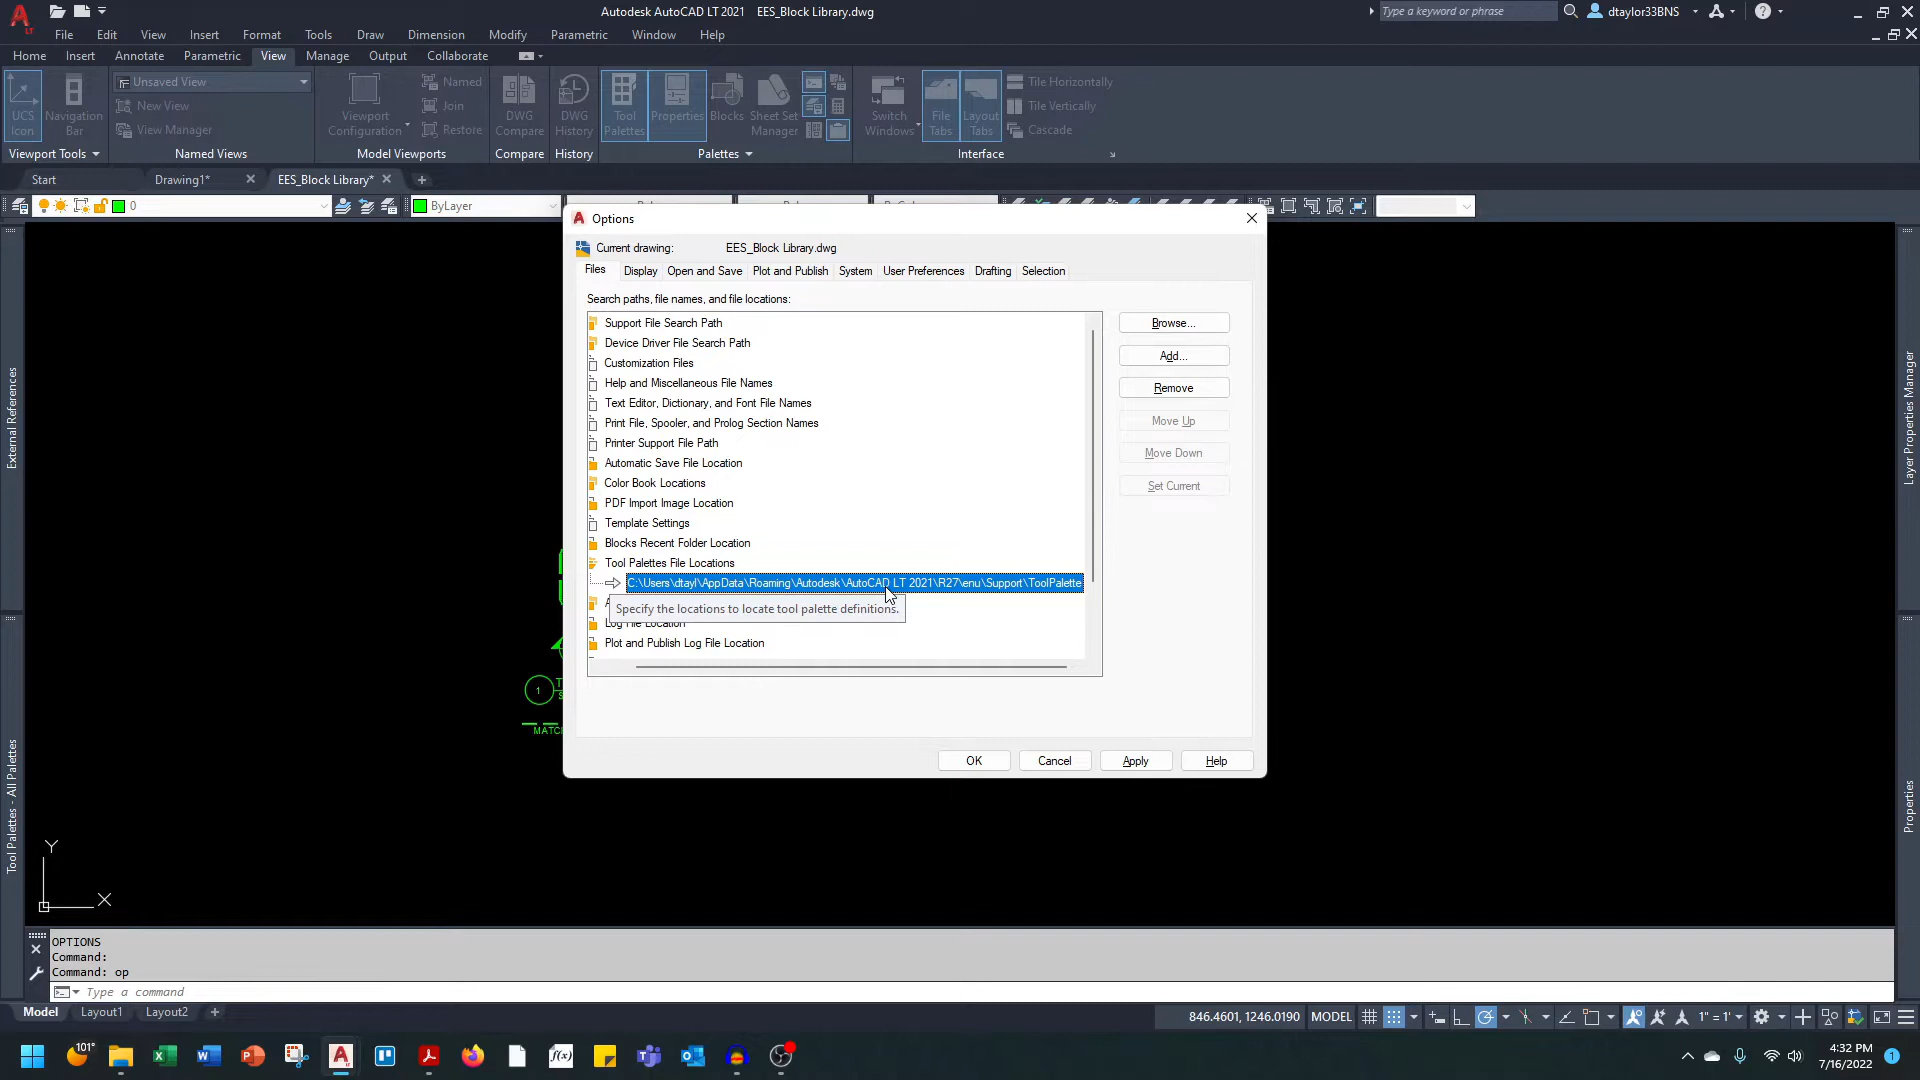 Autodesk AutoCAD LT 2021 EES_Block Library.dwg
Type a keyword or phrase
dtaylor33BNS
File Edit View Insert Format Tools Draw Dimension Modify Parametric Window Help
Home Insert Annotate Parametric View Manage Output Collaborate
UCS Icon
Navigation Bar
Unsaved View
New View
View Manager
Viewport Configuration
Named
Join
Restore
DWG Compare
DWG History
Tool Palettes
Properties
Blocks
Sheet Set Manager
Switch Windows
File Tabs
Layout Tabs
Tile Horizontally
Tile Vertically
Cascade
Viewport Tools
Named Views
Model Viewports
Compare
History
Palettes
Interface
Start
Drawing1*
EES_Block Library*
0
ByLayer
Options
Current drawing: EES_Block Library.dwg
Files Display Open and Save Plot and Publish System User Preferences Drafting Selection
Search paths, file names, and file locations:
Support File Search Path
Device Driver File Search Path
Customization Files
Help and Miscellaneous File Names
Text Editor, Dictionary, and Font File Names
Print File, Spooler, and Prolog Section Names
Printer Support File Path
Automatic Save File Location
Color Book Locations
PDF Import Image Location
Template Settings
Blocks Recent Folder Location
Tool Palettes File Locations
C:\Users\dtayl\AppData\Roaming\Autodesk\AutoCAD LT 2021\R27\enu\Support\ToolPalette
Specify the locations to locate tool palette definitions.
Log File Location
Plot and Publish Log File Location
Browse...
Add...
Remove
Move Up
Move Down
Set Current
OK
Cancel
Apply
Help
External References
Tool Palettes - All Palettes
Layer Properties Manager
Properties
1
MATC
Y
X
OPTIONS
Command:
Command: op
Type a command
Model Layout1 Layout2
846.4601, 1246.0190 MODEL
1" = 1'
101°
f(x)
4:32 PM
7/16/2022
1